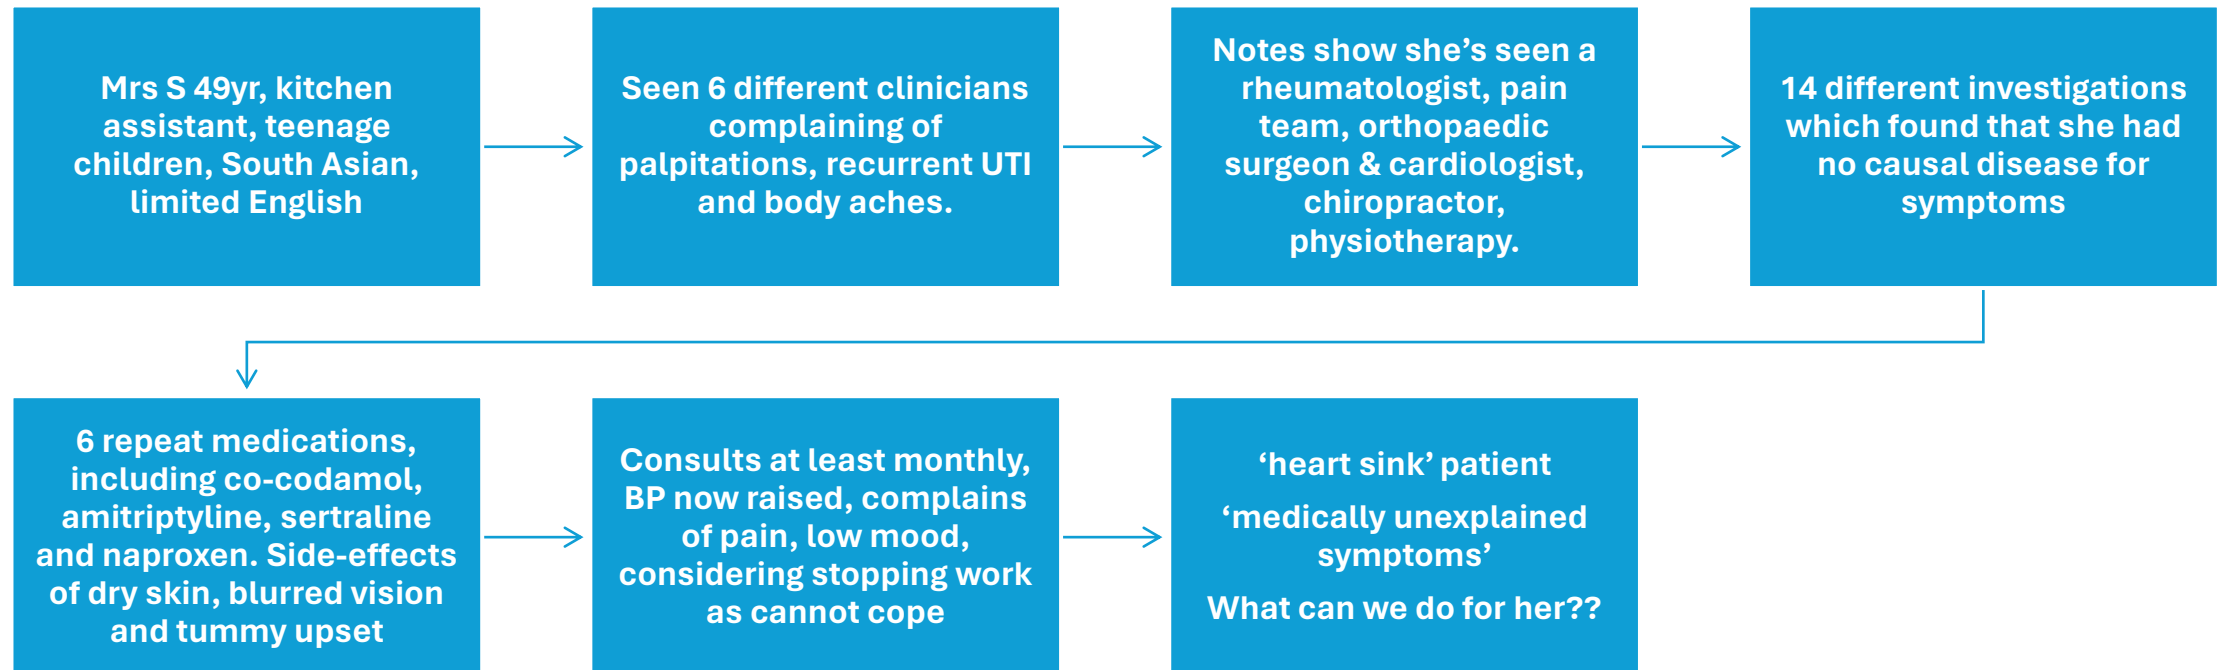 Mrs S 49yr, kitchen
assistant, teenage
children, South Asian,
limited English
Seen 6 different clinicians
complaining of
palpitations, recurrent UTI
and body aches.
Notes show she’s seen a
rheumatologist, pain
team, orthopaedic
surgeon & cardiologist,
chiropractor,
physiotherapy.
14 different investigations
which found that she had
no causal disease for
symptoms
6 repeat medications,
including co-codamol,
amitriptyline, sertraline
and naproxen. Side-effects
of dry skin, blurred vision
and tummy upset
Consults at least monthly,
BP now raised, complains
of pain, low mood,
considering stopping work
as cannot cope
‘heart sink’ patient
‘medically unexplained
symptoms’
What can we do for her??